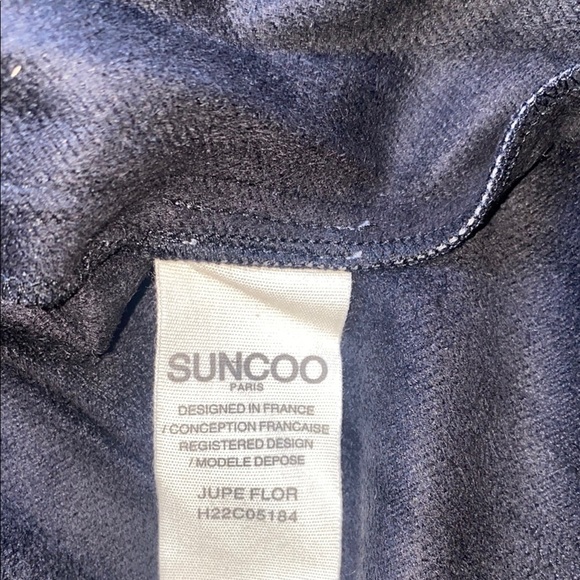 SUNCOO
PARIS
DESIGNED IN FRANCE
/ CONCEPTION FRANCAISE
REGISTERED DESIGN
/ MODELE DEPOSE
JUPE FLOR
H22C05184